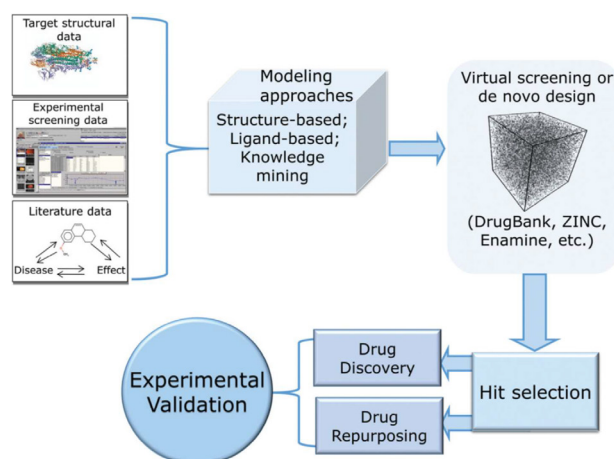 Target structural
data
Experimental
screening data
Literature data
Disease
Effect
Modeling
approaches
Structure-based;
Ligand-based;
Knowledge
mining
Virtual screening or
de novo design
(DrugBank, ZINC,
Enamine, etc.)
Hit selection
Drug
Discovery
Drug
Repurposing
Experimental
Validation